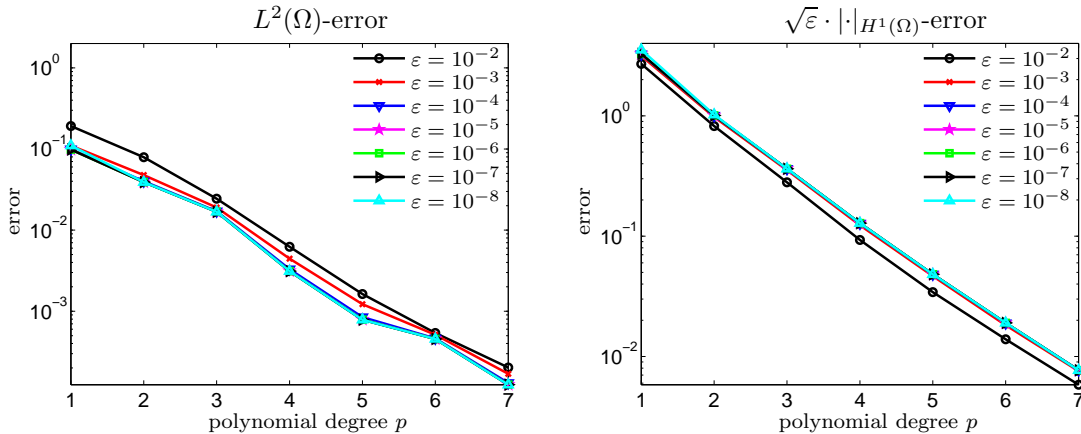 L²(Ω)-error
error
10⁰
10⁻¹
10⁻²
10⁻³
ε = 10⁻²
ε = 10⁻³
ε = 10⁻⁴
ε = 10⁻⁵
ε = 10⁻⁶
ε = 10⁻⁷
ε = 10⁻⁸
1 2 3 4 5 6 7
polynomial degree p
√ε · |·|_{H¹(Ω)}-error
error
10⁰
10⁻¹
10⁻²
ε = 10⁻²
ε = 10⁻³
ε = 10⁻⁴
ε = 10⁻⁵
ε = 10⁻⁶
ε = 10⁻⁷
ε = 10⁻⁸
1 2 3 4 5 6 7
polynomial degree p